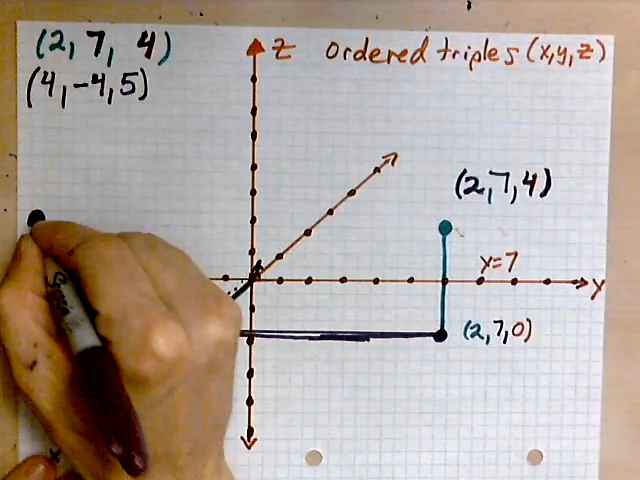 (2, 7, 4)
(4, -4, 5)
Z
ordered triples (x,y,z)
(2,7,4)
x=7
y
(2,7,0)
x